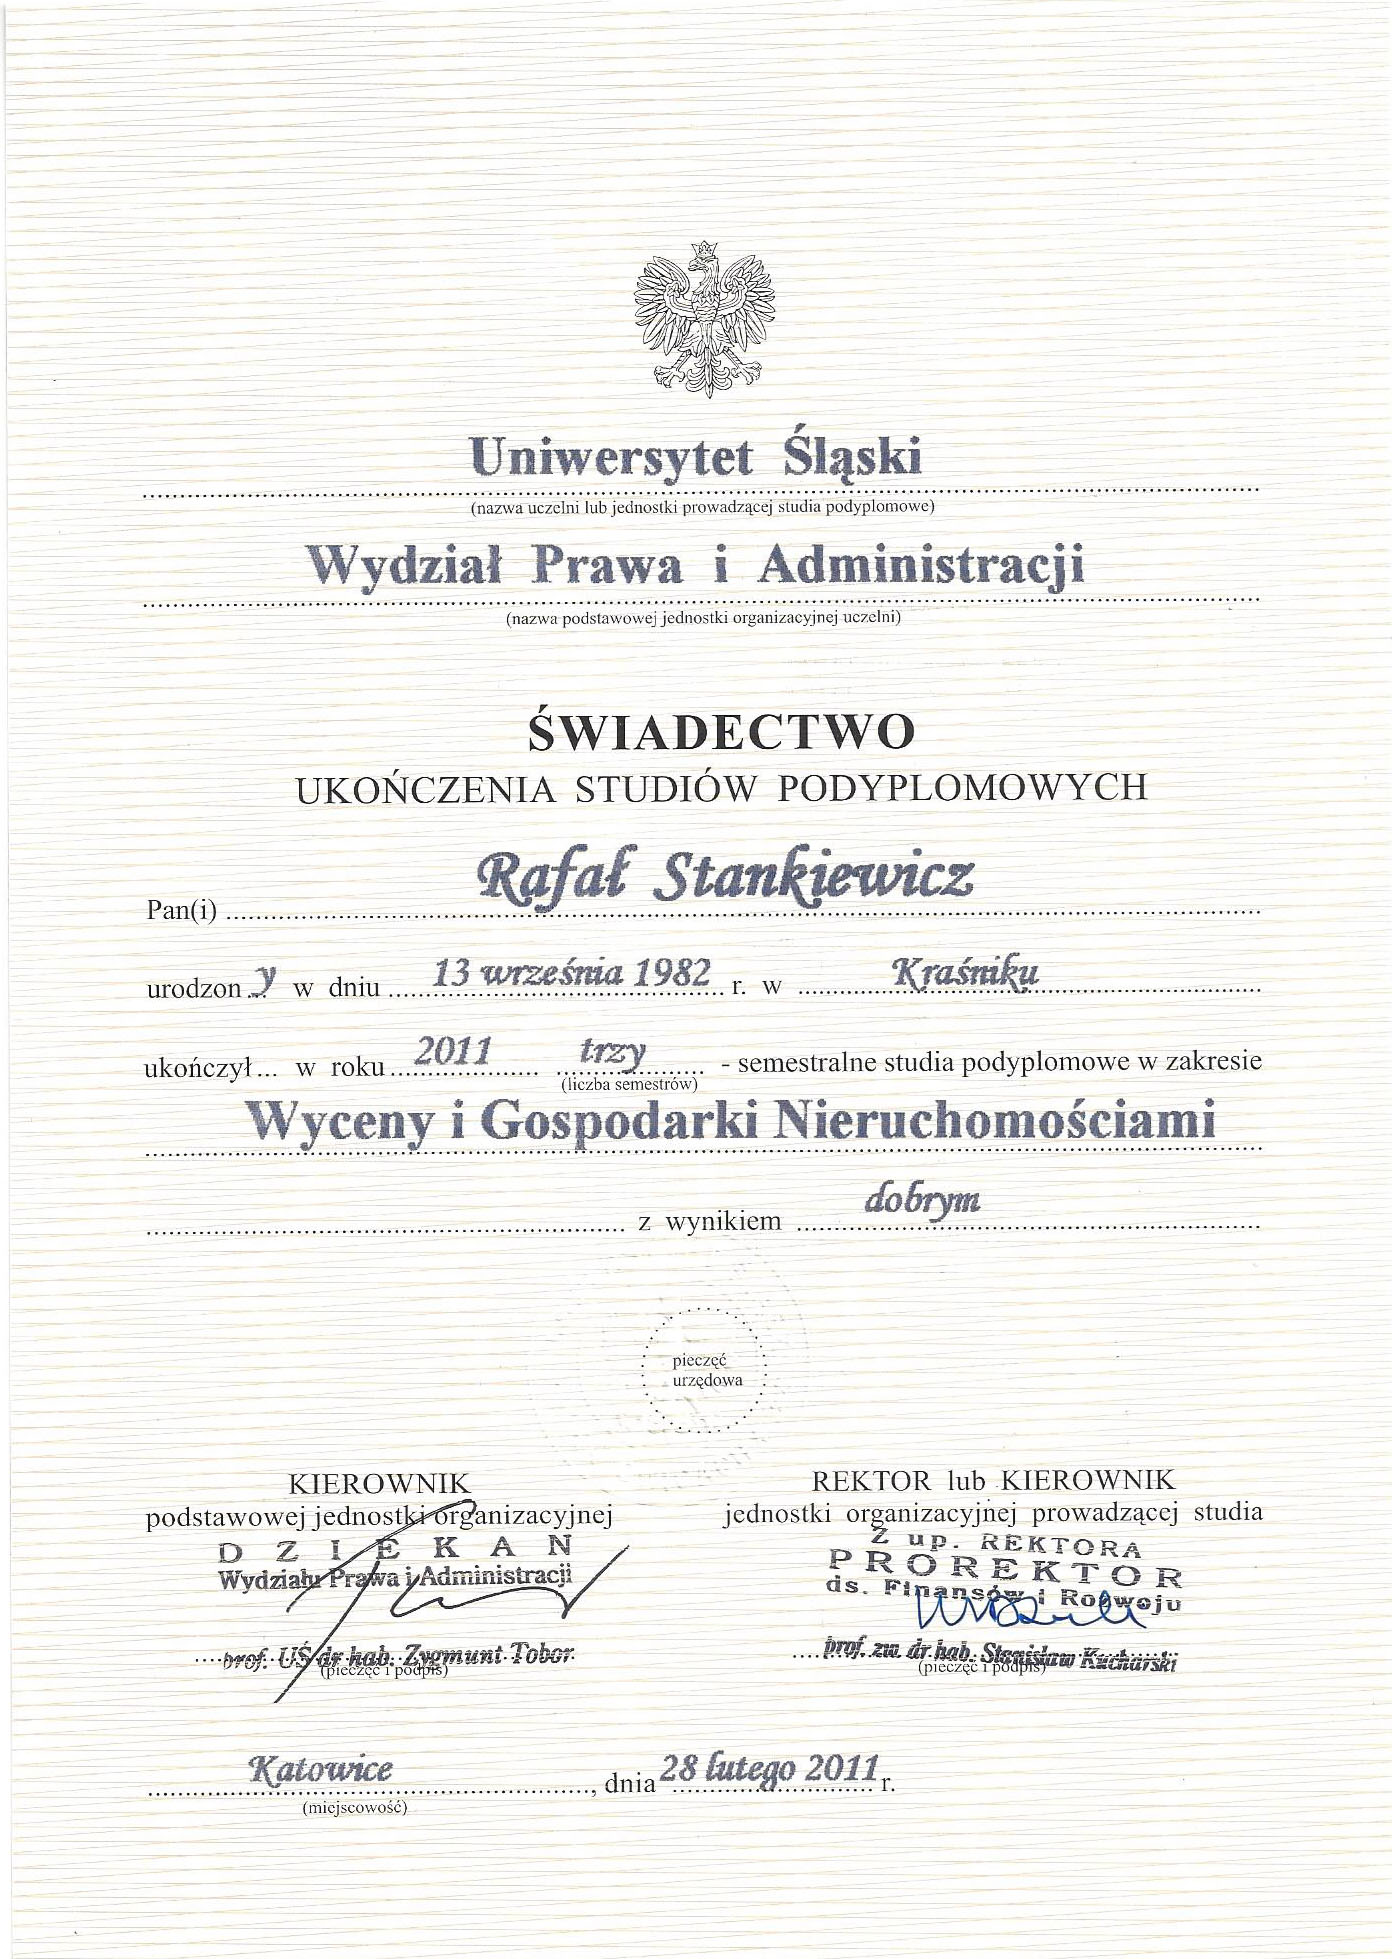 Uniwersytet Śląski
(nazwa uczelni lub jednostki prowadzącej studia podyplomowe)
Wydział Prawa i Administracji
(nazwa podstawowej jednostki organizacyjnej uczelni)
ŚWIADECTWO
UKOŃCZENIA STUDIÓW PODYPLOMOWYCH
Pan(i) Rafał Stankiewicz
urodzon y w dniu 13 września 1982 r. w Kraśniku
ukończył... w roku 2011 trzy - semestralne studia podyplomowe w zakresie
(liczba semestrów)
Wyceny i Gospodarki Nieruchomościami
z wynikiem dobrym
pieczęć
urzędowa
KIEROWNIK
podstawowej jednostki organizacyjnej
DZIEKAN
Wydziału Prawa i Administracji
prof. UŚ dr hab. Zygmunt Tobor
(pieczęć i podpis)
REKTOR lub KIEROWNIK
jednostki organizacyjnej prowadzącej studia
Z up. REKTORA
PROREKTOR
ds. Finansów i Rozwoju
prof. zw. dr hab. Stanisław Kucharski
(pieczęć i podpis)
Katowice, dnia 28 lutego 2011 r.
(miejscowość)